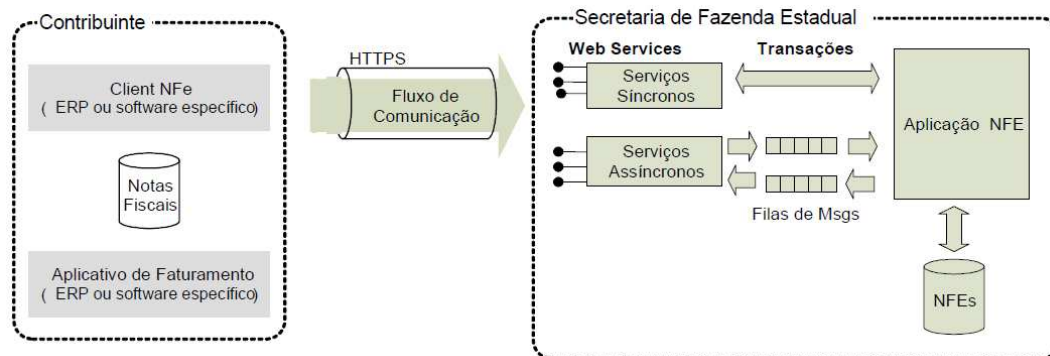 Contribuinte
Client NFe
( ERP ou software específico)
Notas
Fiscais
Aplicativo de Faturamento
( ERP ou software específico)
HTTPS
Fluxo de
Comunicação
Secretaria de Fazenda Estadual
Web Services
Transações
Serviços
Síncronos
Serviços
Assíncronos
Filas de Msgs
Aplicação NFE
NFEs